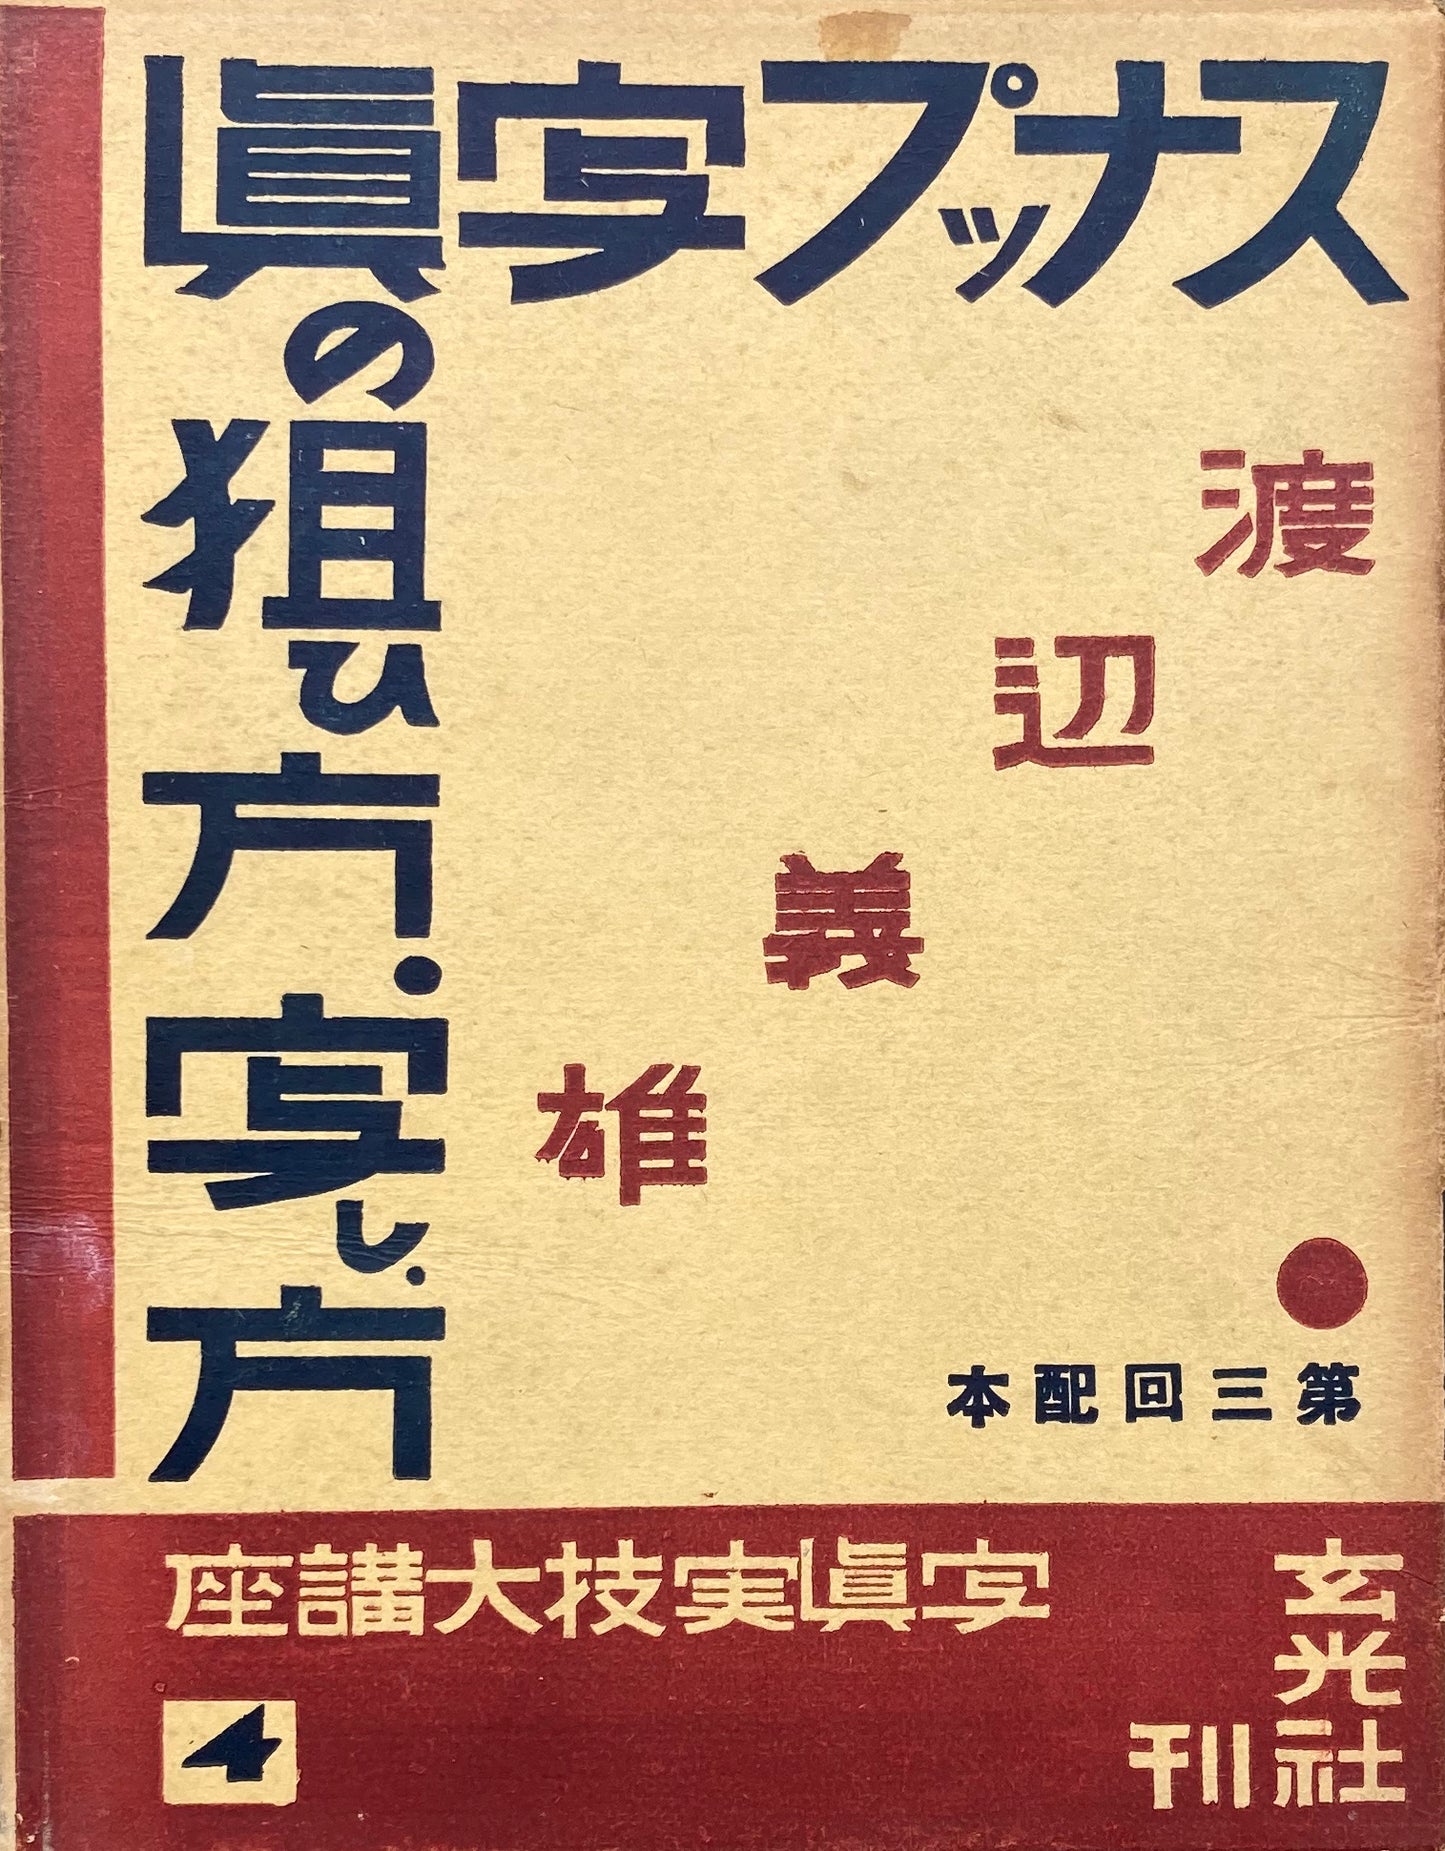 スナップ写眞の狙ひ方・写し方
渡辺義雄
第三回配本
写眞実技大講座
4
玄光社
刊